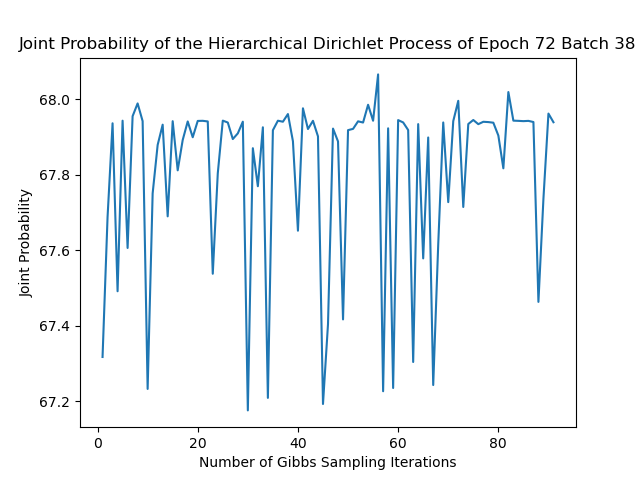 Joint Probability of the Hierarchical Dirichlet Process of Epoch 72 Batch 38
68.0
67.8
67.6
67.4
67.2
Joint Probability
0 20 40 60 80
Number of Gibbs Sampling Iterations